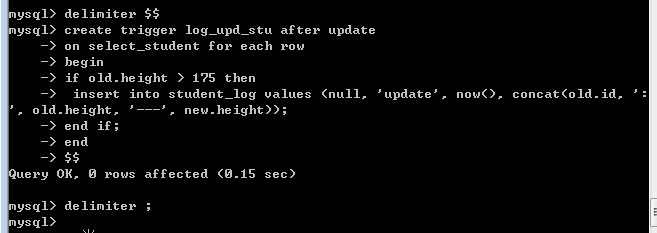 mysql> delimiter $$
mysql> create trigger log_upd_stu after update
    -> on select_student for each row
    -> begin
    -> if old.height > 175 then
    ->  insert into student_log values (null, 'update', now(), concat(old.id, ':
', old.height, '---', new.height));
    -> end if;
    -> end
    -> $$
Query OK, 0 rows affected (0.15 sec)
mysql> delimiter ;
mysql>